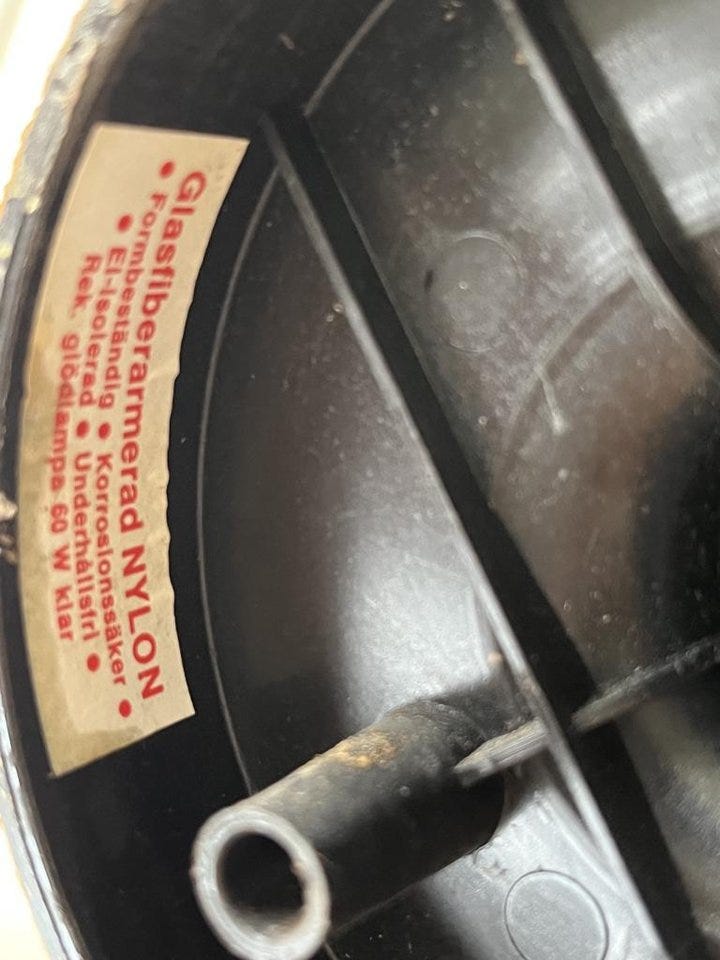 Glasfiberarmerad NYLON
• Formbeständig • Korrosionssäker •
• El-isolerad • Underhållsfri •
Rek. glödlampa 60 W klar